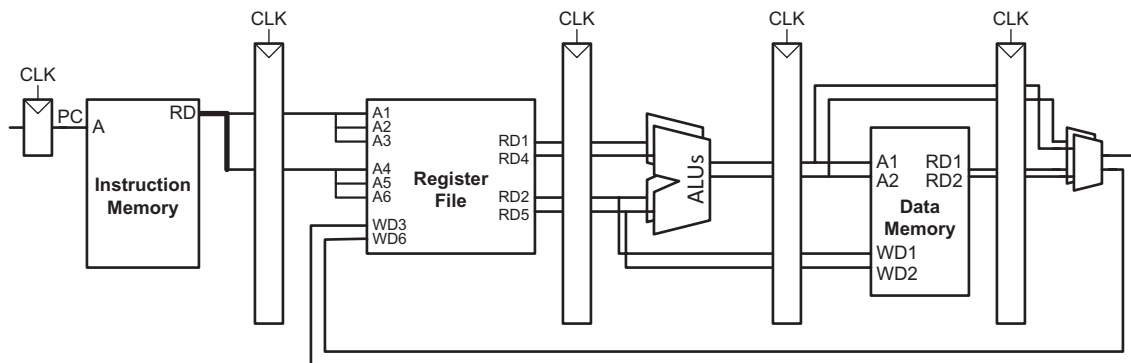 CLK
CLK
CLK
CLK
CLK
PC
A
RD
Instruction
Memory
A1
A2
A3
A4
A5
A6
WD3
WD6
Register
File
RD1
RD4
RD2
RD5
ALUs
A1
A2
RD1
RD2
Data
Memory
WD1
WD2